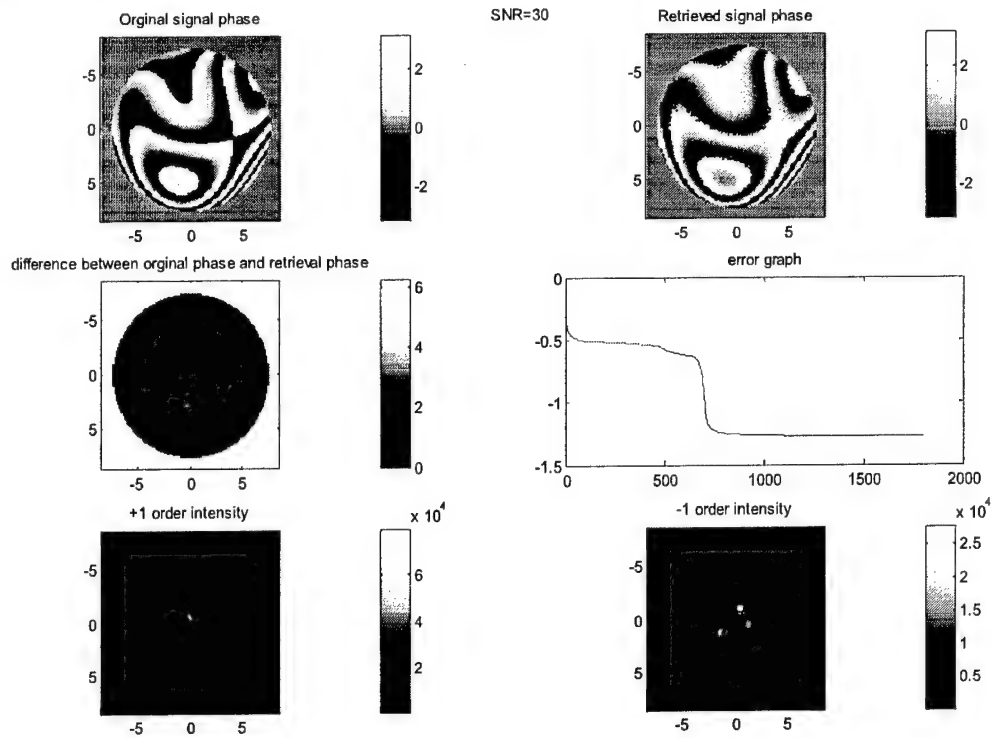 Orginal signal phase
SNR=30
Retrieved signal phase
-5
0
5
-5 0 5
2
0
-2
-5
0
5
-5 0 5
2
0
-2
difference between orginal phase and retrieval phase
error graph
-5
0
5
-5 0 5
6
4
2
0
0
-0.5
-1
-1.5
0 500 1000 1500 2000
+1 order intensity
x 10^4
-1 order intensity
x 10^4
-5
0
5
-5 0 5
6
4
2
-5
0
5
-5 0 5
2.5
2
1.5
1
0.5